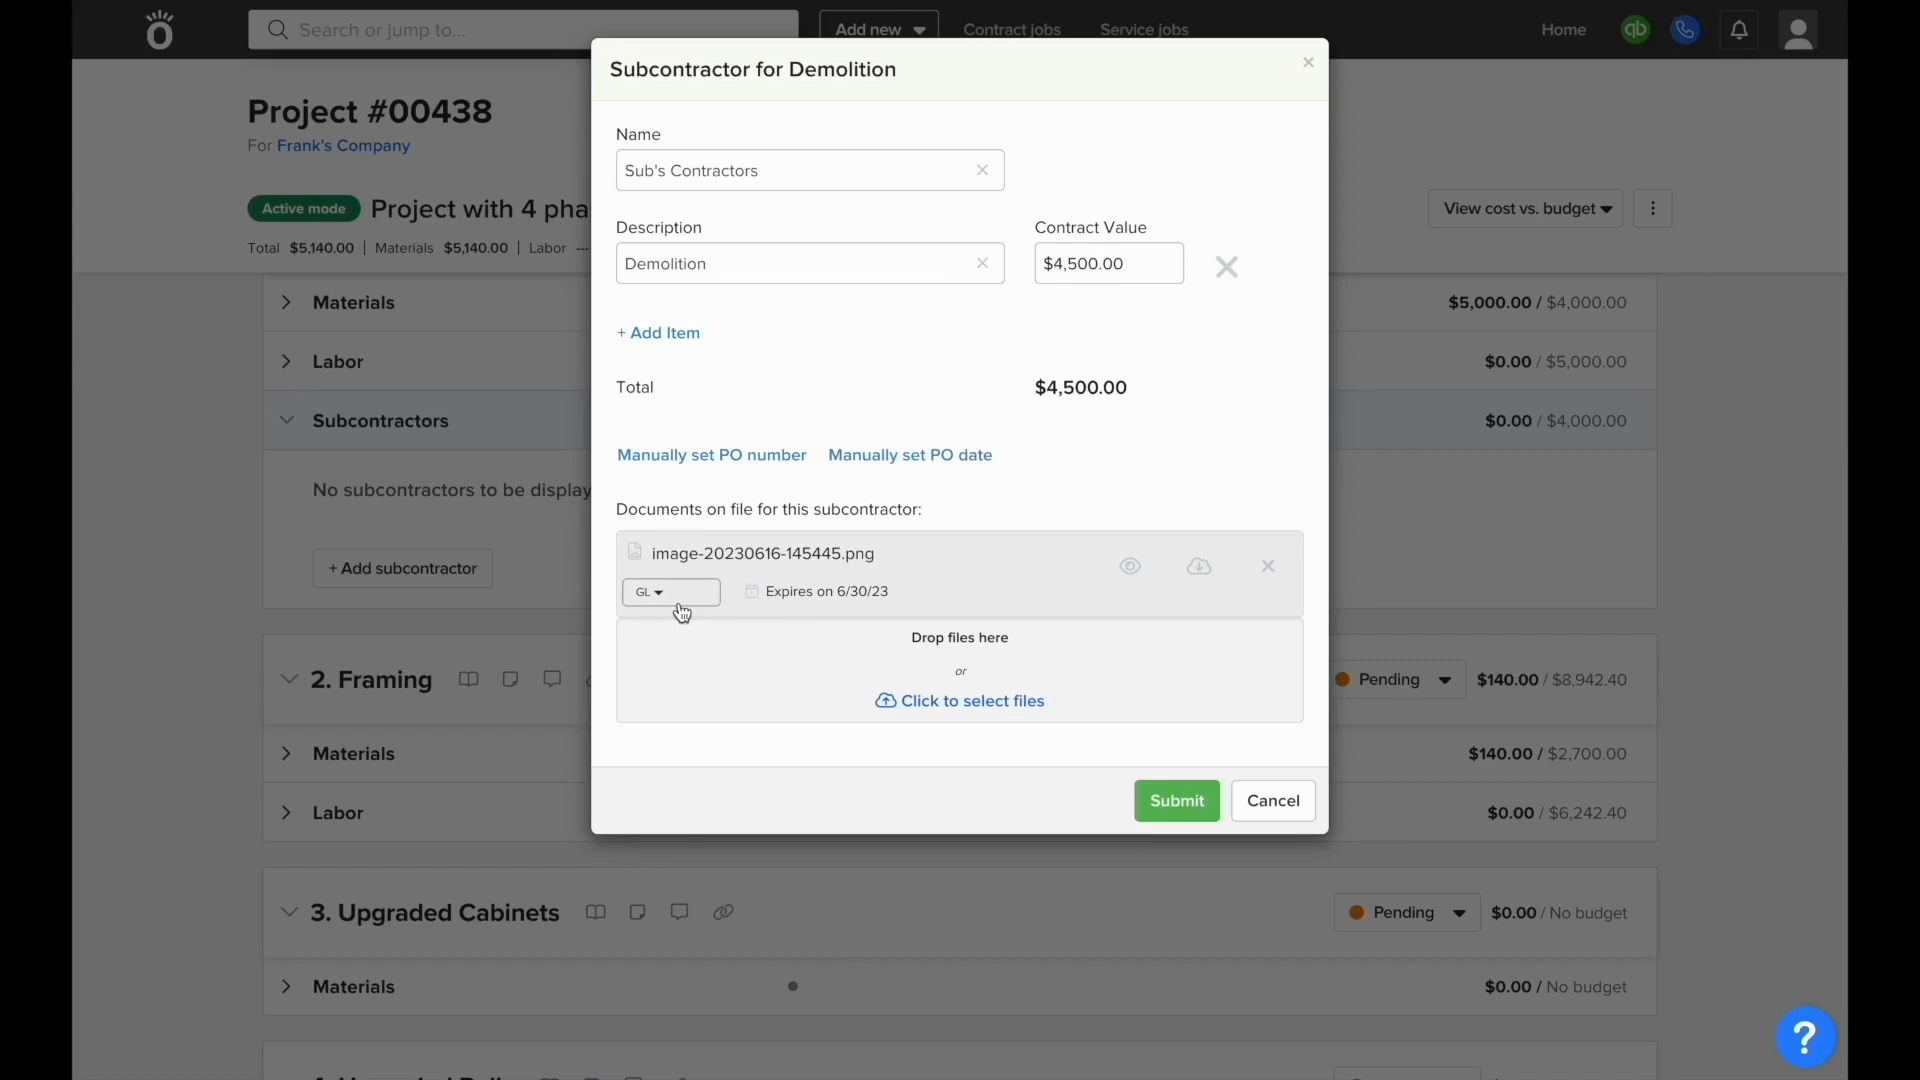 Search or jump to...
Add new
Contract jobs
Service jobs
Home
qb
Project #00438
For Frank's Company
Active mode
Project with 4 pha
View cost vs. budget
Total $5,140.00 | Materials $5,140.00 | Labor ---
Subcontractor for Demolition
Name
Sub's Contractors
Description
Contract Value
Demolition
$4,500.00
+ Add Item
Total
$4,500.00
Manually set PO number
Manually set PO date
Documents on file for this subcontractor:
image-20230616-145445.png
GL
Expires on 6/30/23
Drop files here
or
Click to select files
Submit
Cancel
Materials
$5,000.00 / $4,000.00
Labor
$0.00 / $5,000.00
Subcontractors
$0.00 / $4,000.00
No subcontractors to be display
+ Add subcontractor
2. Framing
Pending
$140.00 / $8,942.40
Materials
$140.00 / $2,700.00
Labor
$0.00 / $6,242.40
3. Upgraded Cabinets
Pending
$0.00 / No budget
Materials
$0.00 / No budget
?